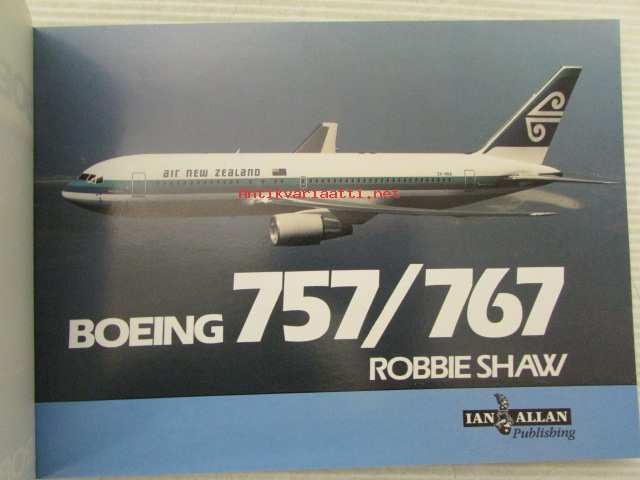 air new zealand
antikvariaatti.net
BOEING 757/767
ROBBIE SHAW
IAN ALLAN
Publishing